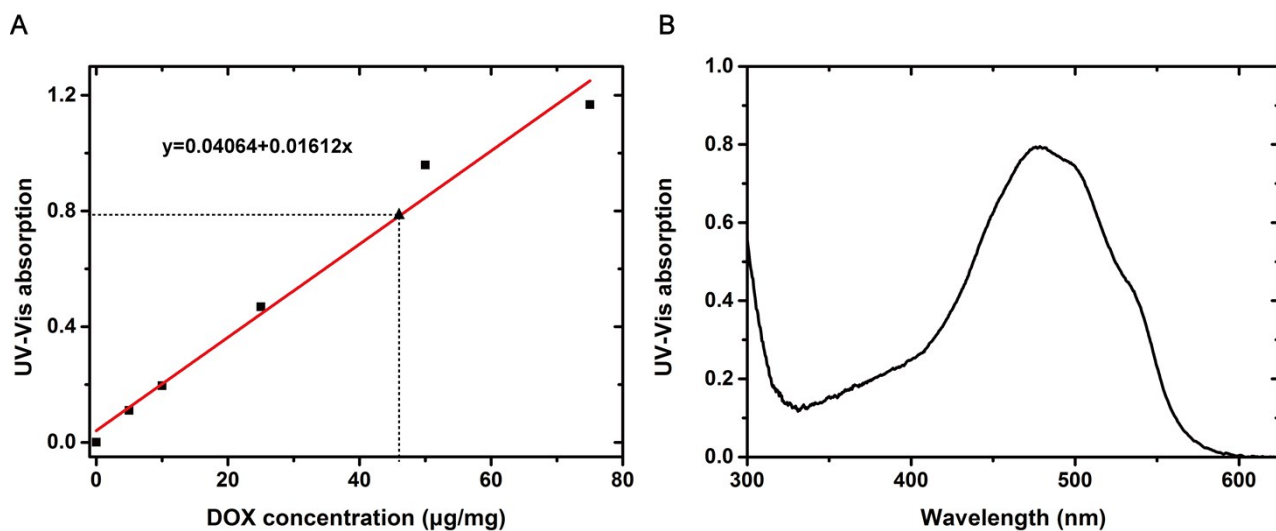 A
UV-Vis absorption
1.2
0.8
0.4
0.0
y=0.04064+0.01612x
0
20
40
60
80
DOX concentration (µg/mg)
B
UV-Vis absorption
1.0
0.8
0.6
0.4
0.2
0.0
300
400
500
600
Wavelength (nm)